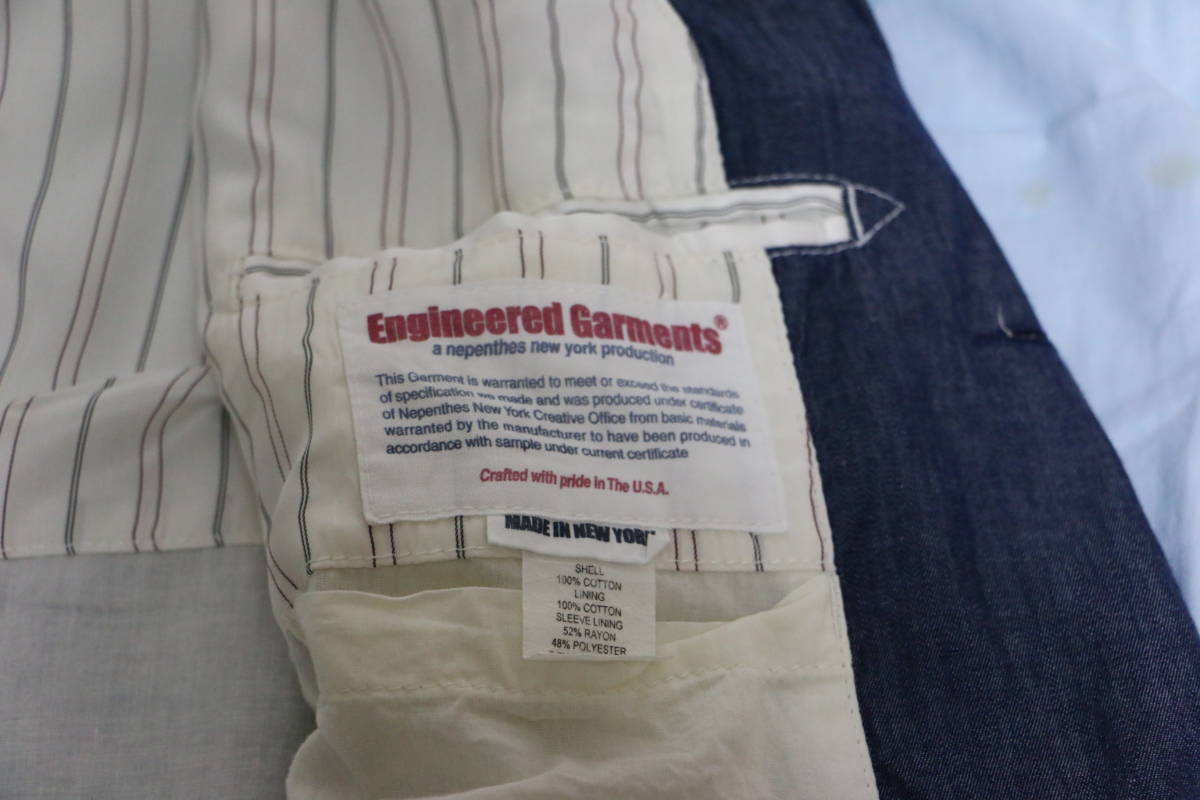 Engineered Garments®
a nepenthes new york production
This Garment is warranted to meet or exceed the standards
of specification we made and was produced under certificate
of Nepenthes New York Creative Office from basic materials
warranted by the manufacturer to have been produced in
accordance with sample under current certificate
Crafted with pride in The U.S.A.
MADE IN NEW YORK
SHELL
100% COTTON
LINING
100% COTTON
SLEEVE LINING
52% RAYON
48% POLYESTER